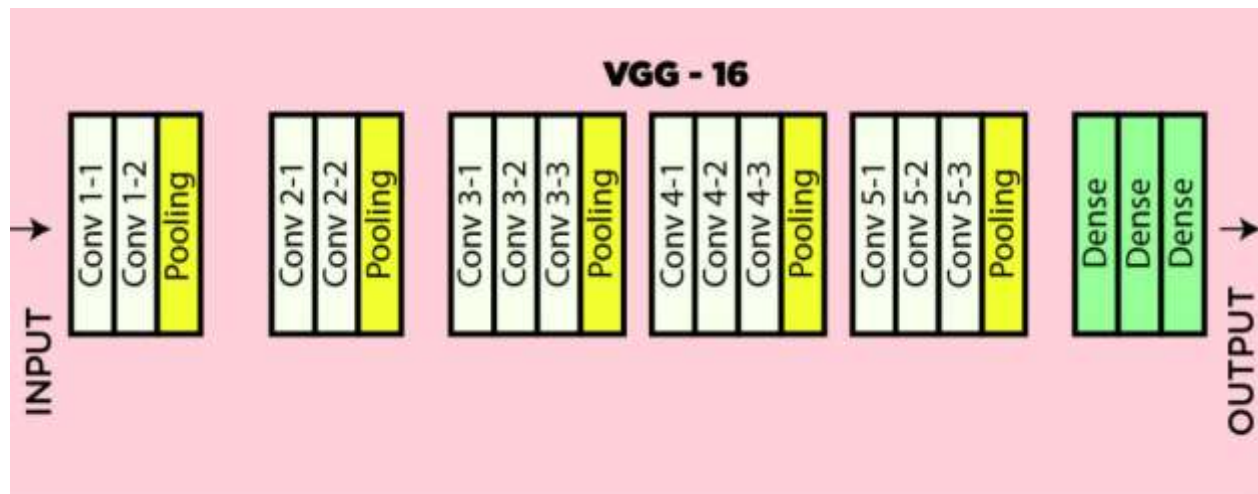 VGG - 16
INPUT
Conv 1-1
Conv 1-2
Pooling
Conv 2-1
Conv 2-2
Pooling
Conv 3-1
Conv 3-2
Conv 3-3
Pooling
Conv 4-1
Conv 4-2
Conv 4-3
Pooling
Conv 5-1
Conv 5-2
Conv 5-3
Pooling
Dense
Dense
Dense
OUTPUT